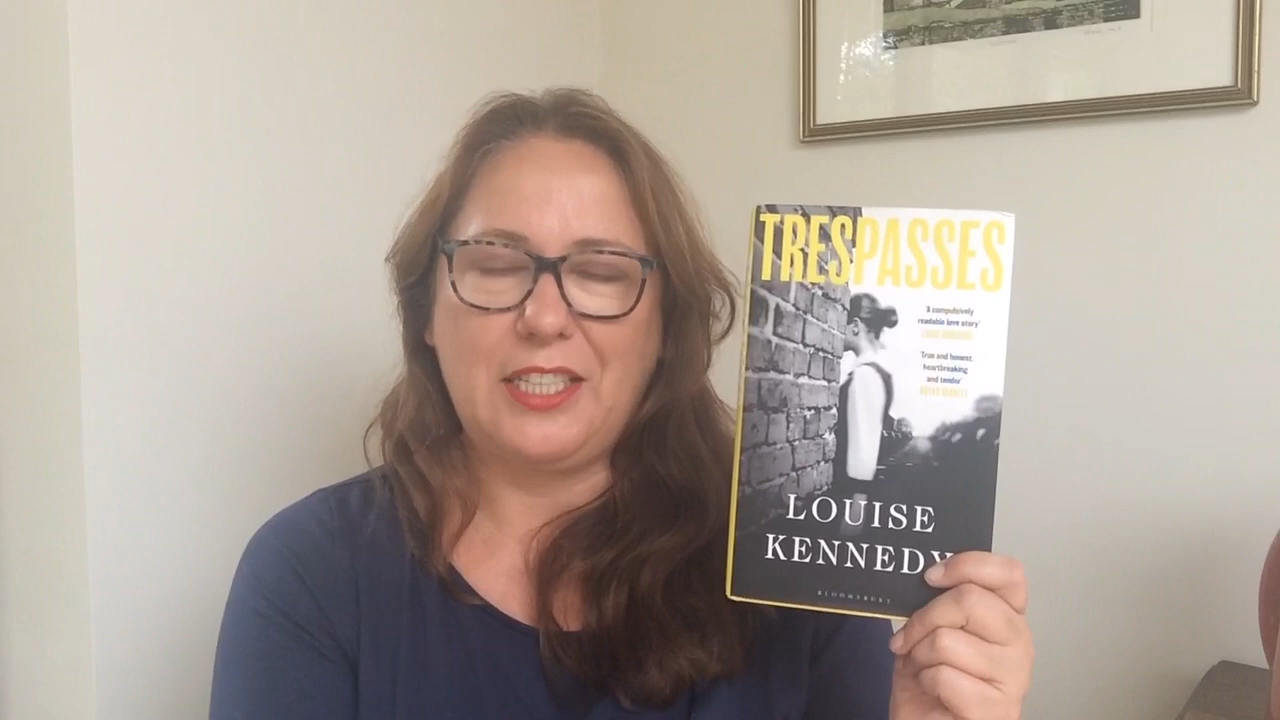 TRESPASSES
'A compulsively
readable love story'
'True and honest,
heartbreaking
and tender'
LOUISE
KENNEDY
BLOOMSBURY